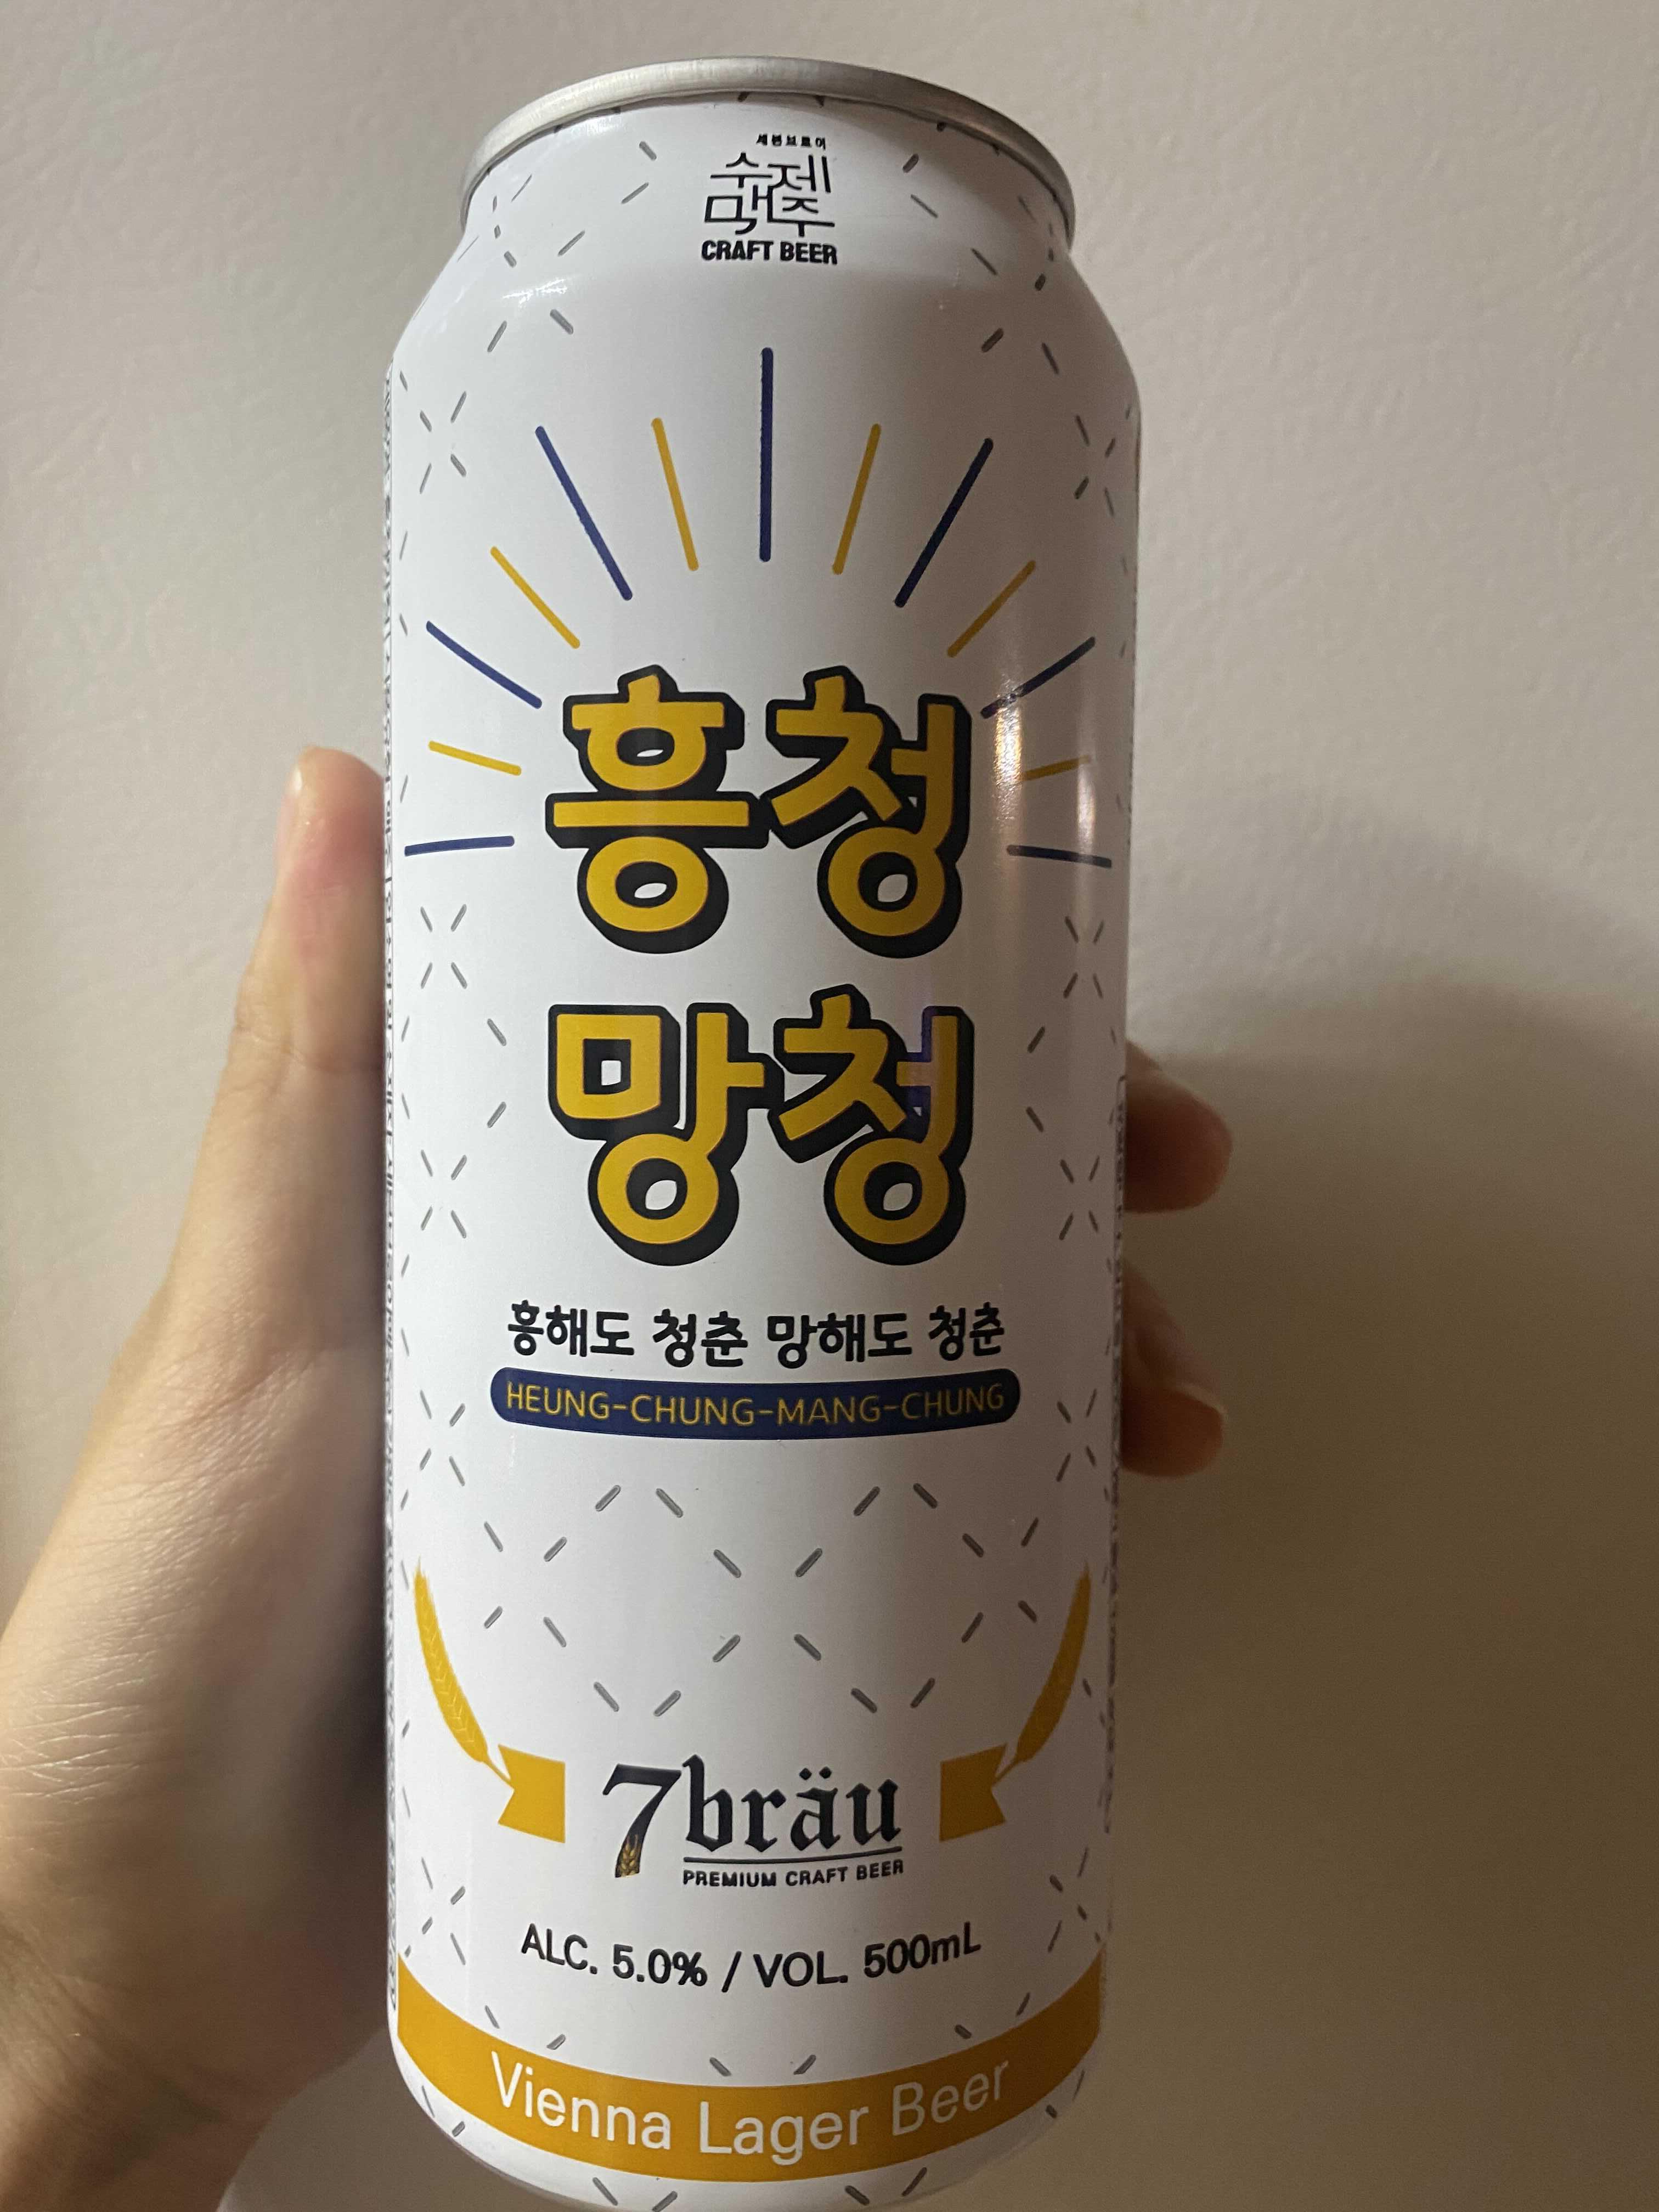 세븐브로이
수제
맥주
CRAFT BEER
흥청
망청
흥해도 청춘 망해도 청춘
HEUNG-CHUNG-MANG-CHUNG
7bräu
PREMIUM CRAFT BEER
ALC. 5.0% / VOL. 500mL
Vienna Lager Beer